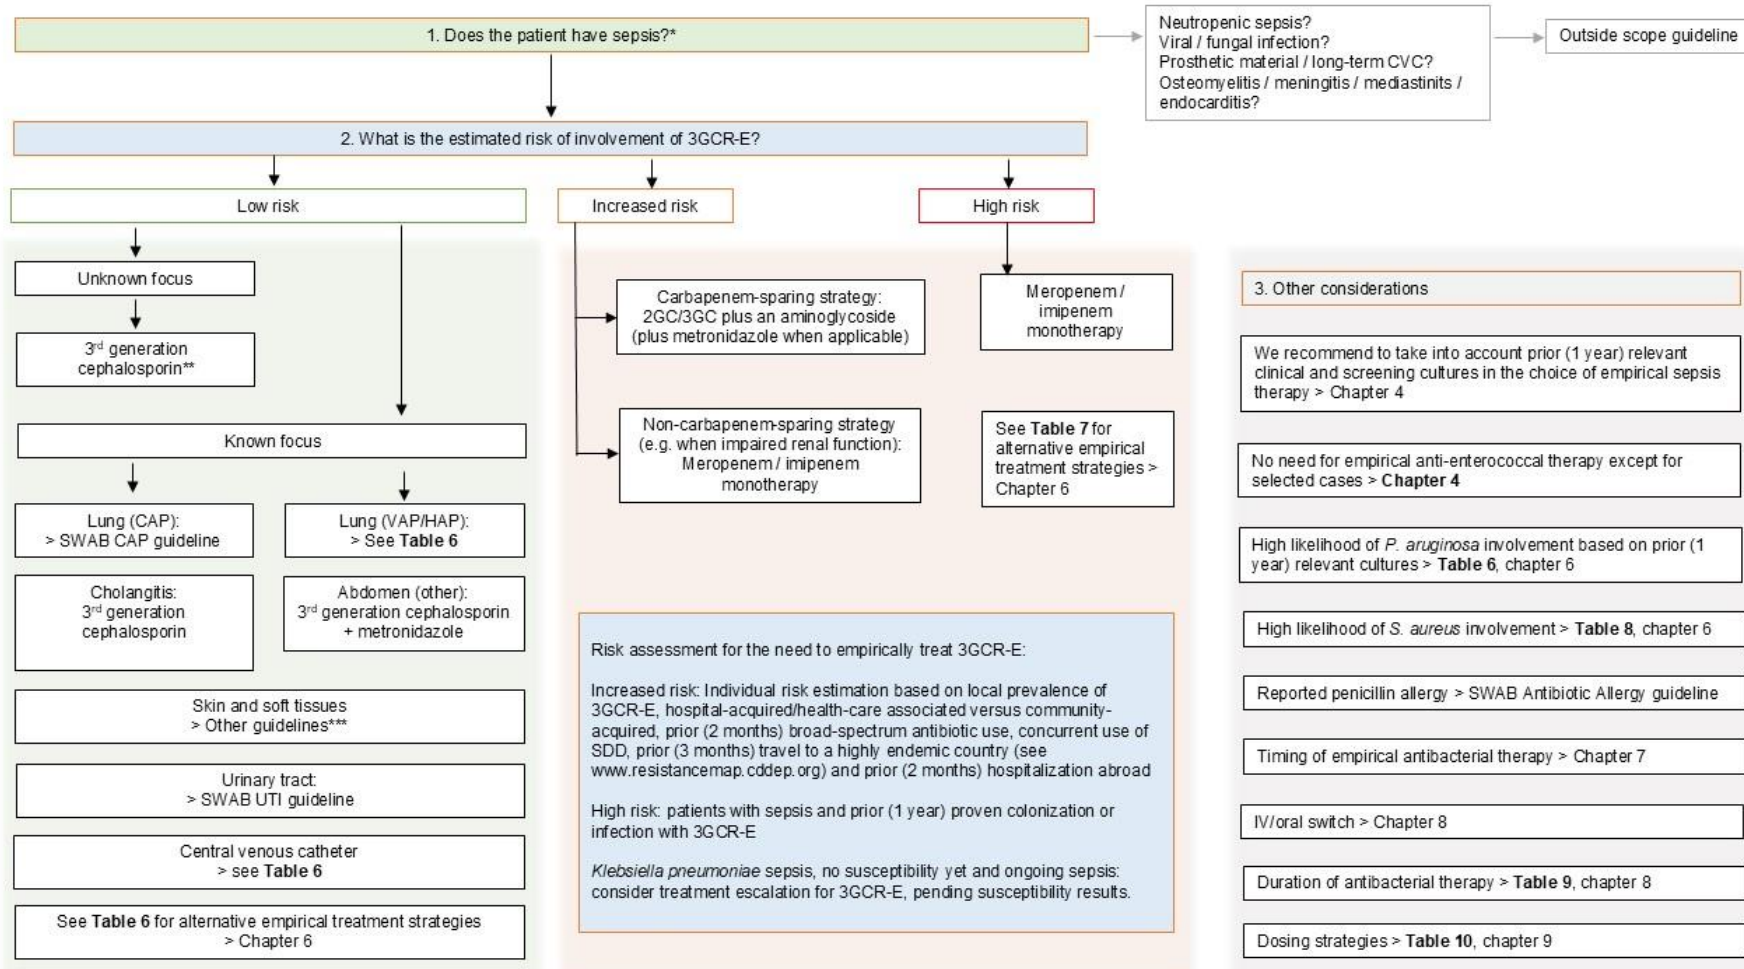 1. Does the patient have sepsis?*
Neutropenic sepsis?
Viral / fungal infection?
Prosthetic material / long-term CVC?
Osteomyelitis / meningitis / mediastinits /
endocarditis?
Outside scope guideline
2. What is the estimated risk of involvement of 3GCR-E?
Low risk
Increased risk
High risk
Unknown focus
3rd generation
cephalosporin**
Known focus
Lung (CAP):
> SWAB CAP guideline
Lung (VAP/HAP):
> See Table 6
Cholangitis:
3rd generation
cephalosporin
Abdomen (other):
3rd generation cephalosporin
+ metronidazole
Skin and soft tissues
> Other guidelines***
Urinary tract:
> SWAB UTI guideline
Central venous catheter
> see Table 6
See Table 6 for alternative empirical treatment strategies
> Chapter 6
Carbapenem-sparing strategy:
2GC/3GC plus an aminoglycoside
(plus metronidazole when applicable)
Non-carbapenem-sparing strategy
(e.g. when impaired renal function):
Meropenem / imipenem
monotherapy
Meropenem /
imipenem
monotherapy
See Table 7 for
alternative empirical
treatment strategies >
Chapter 6
Risk assessment for the need to empirically treat 3GCR-E:
Increased risk: Individual risk estimation based on local prevalence of
3GCR-E, hospital-acquired/health-care associated versus community-
acquired, prior (2 months) broad-spectrum antibiotic use, concurrent use of
SDD, prior (3 months) travel to a highly endemic country (see
www.resistancemap.cddep.org) and prior (2 months) hospitalization abroad
High risk: patients with sepsis and prior (1 year) proven colonization or
infection with 3GCR-E
Klebsiella pneumoniae sepsis, no susceptibility yet and ongoing sepsis:
consider treatment escalation for 3GCR-E, pending susceptibility results.
3. Other considerations
We recommend to take into account prior (1 year) relevant
clinical and screening cultures in the choice of empirical sepsis
therapy > Chapter 4
No need for empirical anti-enterococcal therapy except for
selected cases > Chapter 4
High likelihood of P. aruginosa involvement based on prior (1
year) relevant cultures > Table 6, chapter 6
High likelihood of S. aureus involvement > Table 8, chapter 6
Reported penicillin allergy > SWAB Antibiotic Allergy guideline
Timing of empirical antibacterial therapy > Chapter 7
IV/oral switch > Chapter 8
Duration of antibacterial therapy > Table 9, chapter 8
Dosing strategies > Table 10, chapter 9